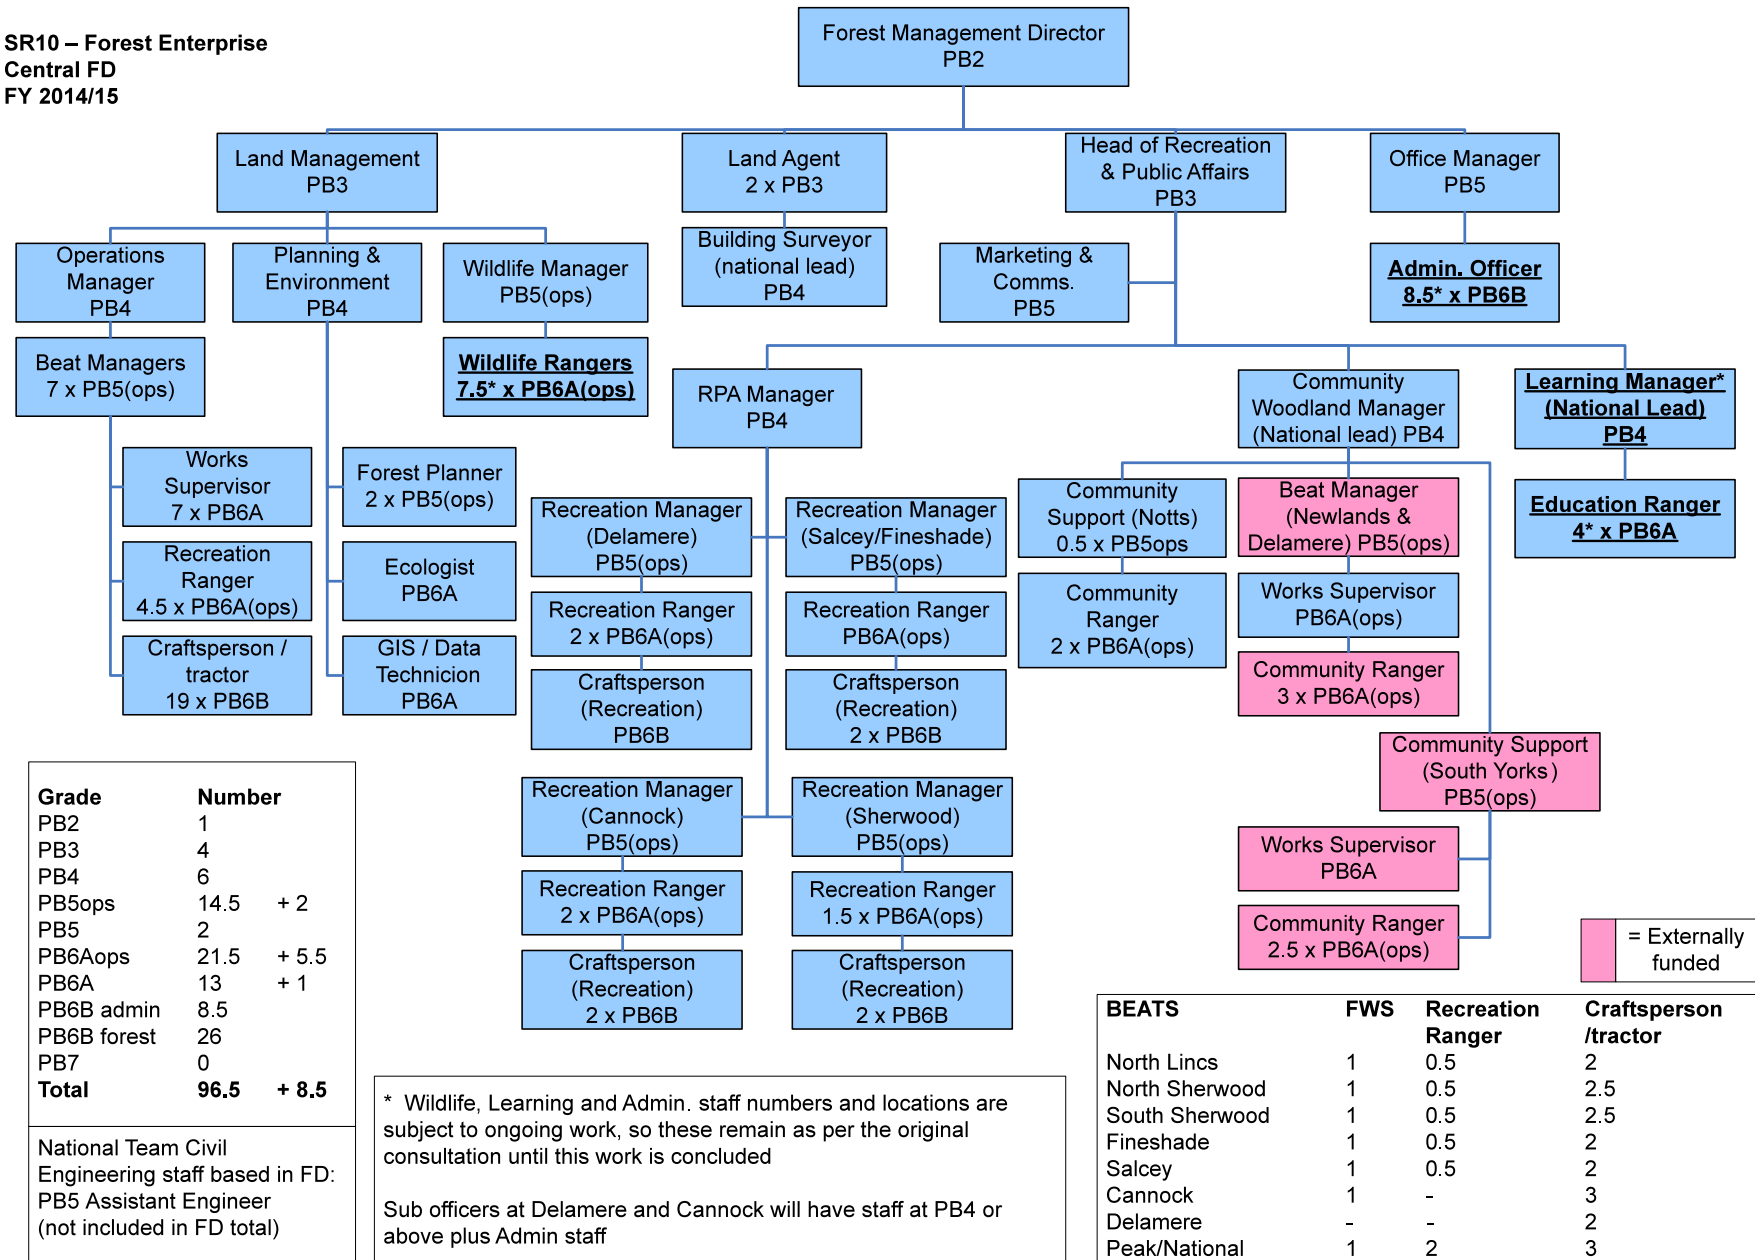 SR10 – Forest Enterprise
Central FD
FY 2014/15
Forest Management Director
PB2
Land Management
PB3
Land Agent
2 x PB3
Head of Recreation
& Public Affairs
PB3
Office Manager
PB5
Operations
Manager
PB4
Planning &
Environment
PB4
Wildlife Manager
PB5(ops)
Building Surveyor
(national lead)
PB4
Marketing &
Comms.
PB5
Admin. Officer
8.5* x PB6B
Beat Managers
7 x PB5(ops)
Wildlife Rangers
7.5* x PB6A(ops)
RPA Manager
PB4
Community
Woodland Manager
(National lead) PB4
Learning Manager*
(National Lead)
PB4
Works
Supervisor
7 x PB6A
Forest Planner
2 x PB5(ops)
Recreation
Ranger
4.5 x PB6A(ops)
Ecologist
PB6A
Craftsperson /
tractor
19 x PB6B
GIS / Data
Technicion
PB6A
Recreation Manager
(Delamere)
PB5(ops)
Recreation Manager
(Salcey/Fineshade)
PB5(ops)
Recreation Ranger
2 x PB6A(ops)
Recreation Ranger
PB6A(ops)
Craftsperson
(Recreation)
PB6B
Craftsperson
(Recreation)
2 x PB6B
Recreation Manager
(Cannock)
PB5(ops)
Recreation Manager
(Sherwood)
PB5(ops)
Recreation Ranger
2 x PB6A(ops)
Recreation Ranger
1.5 x PB6A(ops)
Craftsperson
(Recreation)
2 x PB6B
Craftsperson
(Recreation)
2 x PB6B
Community
Support (Notts)
0.5 x PB5ops
Beat Manager
(Newlands &
Delamere) PB5(ops)
Education Ranger
4* x PB6A
Community
Ranger
2 x PB6A(ops)
Works Supervisor
PB6A(ops)
Community Ranger
3 x PB6A(ops)
Community Support
(South Yorks)
PB5(ops)
Works Supervisor
PB6A
Community Ranger
2.5 x PB6A(ops)
= Externally
funded
Grade Number
PB2 1
PB3 4
PB4 6
PB5ops 14.5 + 2
PB5 2
PB6Aops 21.5 + 5.5
PB6A 13 + 1
PB6B admin 8.5
PB6B forest 26
PB7 0
Total 96.5 + 8.5
National Team Civil
Engineering staff based in FD:
PB5 Assistant Engineer
(not included in FD total)
* Wildlife, Learning and Admin. staff numbers and locations are
subject to ongoing work, so these remain as per the original
consultation until this work is concluded
Sub officers at Delamere and Cannock will have staff at PB4 or
above plus Admin staff
BEATS FWS Recreation Craftsperson
Ranger /tractor
North Lincs 1 0.5 2
North Sherwood 1 0.5 2.5
South Sherwood 1 0.5 2.5
Fineshade 1 0.5 2
Salcey 1 0.5 2
Cannock 1 - 3
Delamere - - 2
Peak/National 1 2 3